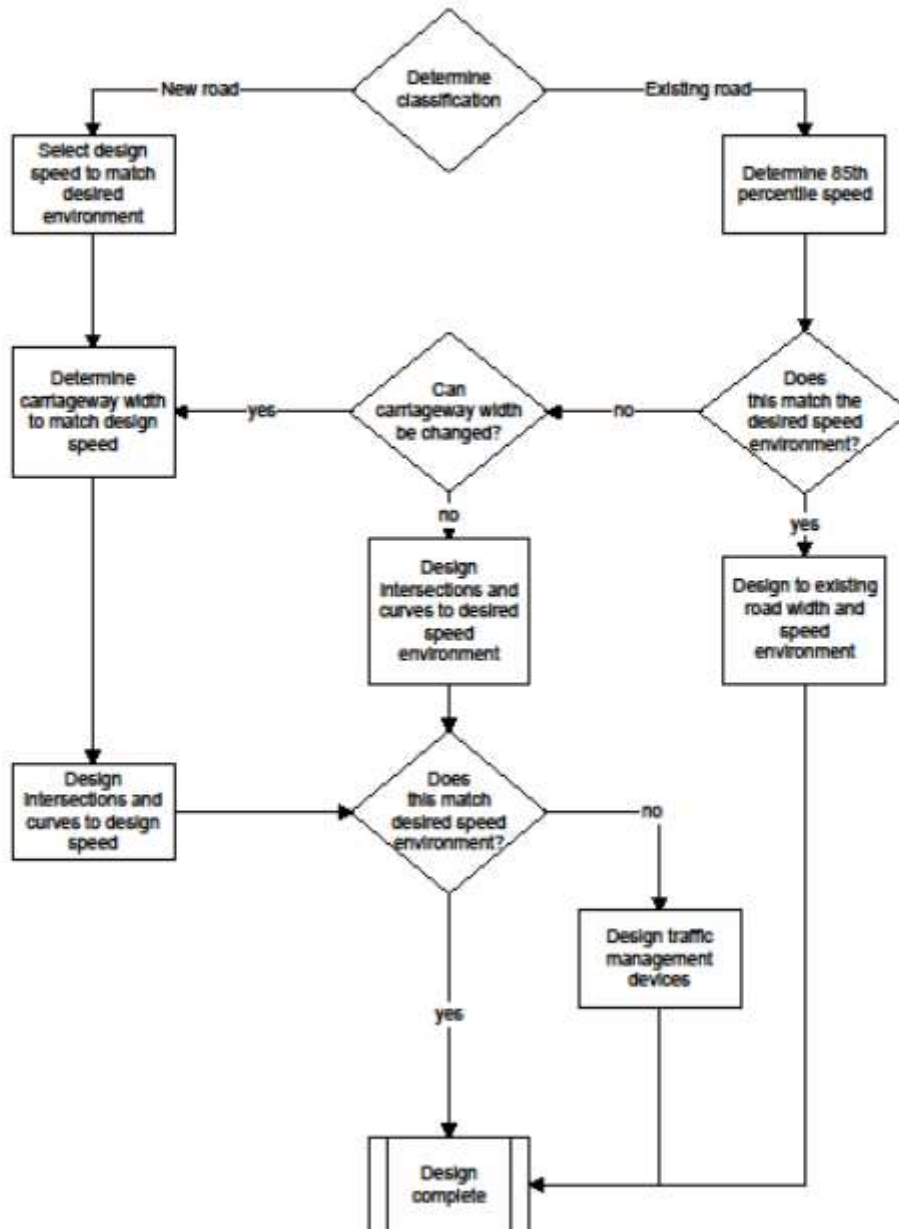 Determine
classification
New road
Existing road
Select design
speed to match
desired
environment
Determine 85th
percentile speed
Determine
carriageway width
to match design
speed
yes
Can
carriageway width
be changed?
no
Does
this match the
desired speed
environment?
no
yes
Design
intersections and
curves to desired
speed
environment
Design to existing
road width and
speed
environment
Design
intersections and
curves to design
speed
Does
this match
desired speed
environment?
no
Design traffic
management
devices
yes
Design
complete